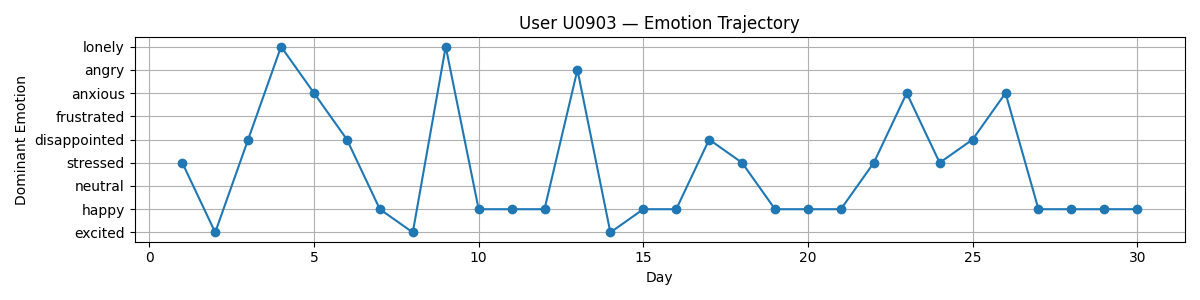 User U0903 — Emotion Trajectory
Dominant Emotion
lonely
angry
anxious
frustrated
disappointed
stressed
neutral
happy
excited
0 5 10 15 20 25 30
Day